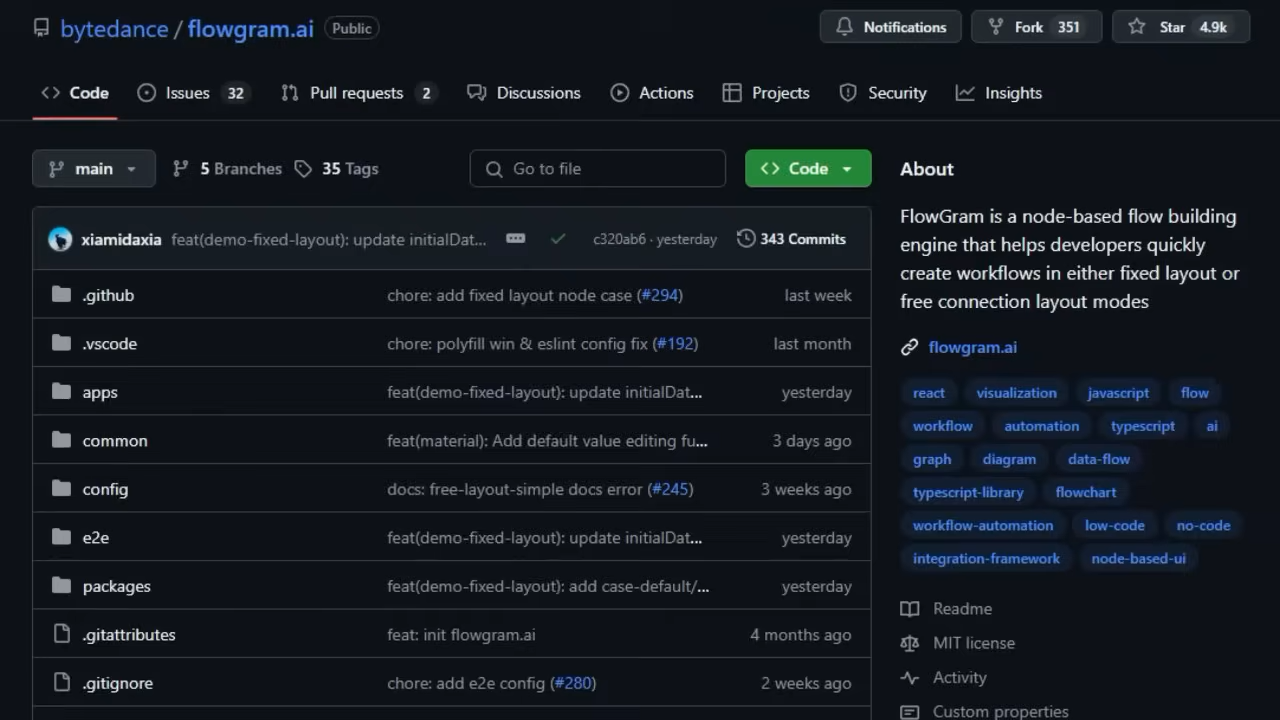 bytedance / flowgram.ai Public Notifications Fork 351 Star 4.9k
Code Issues 32 Pull requests 2 Discussions Actions Projects Security Insights
main 5 Branches 35 Tags Go to file Code
xiamidaxia feat(demo-fixed-layout): update initialDat... c320ab6 · yesterday 343 Commits
.github chore: add fixed layout node case (#294) last week
.vscode chore: polyfill win & eslint config fix (#192) last month
apps feat(demo-fixed-layout): update initialDat... yesterday
common feat(material): Add default value editing fu... 3 days ago
config docs: free-layout-simple docs error (#245) 3 weeks ago
e2e feat(demo-fixed-layout): update initialDat... yesterday
packages feat(demo-fixed-layout): add case-default/... yesterday
.gitattributes feat: init flowgram.ai 4 months ago
.gitignore chore: add e2e config (#280) 2 weeks ago
About
FlowGram is a node-based flow building
engine that helps developers quickly
create workflows in either fixed layout or
free connection layout modes
flowgram.ai
react visualization javascript flow
workflow automation typescript ai
graph diagram data-flow
typescript-library flowchart
workflow-automation low-code no-code
integration-framework node-based-ui
Readme
MIT license
Activity
Custom properties